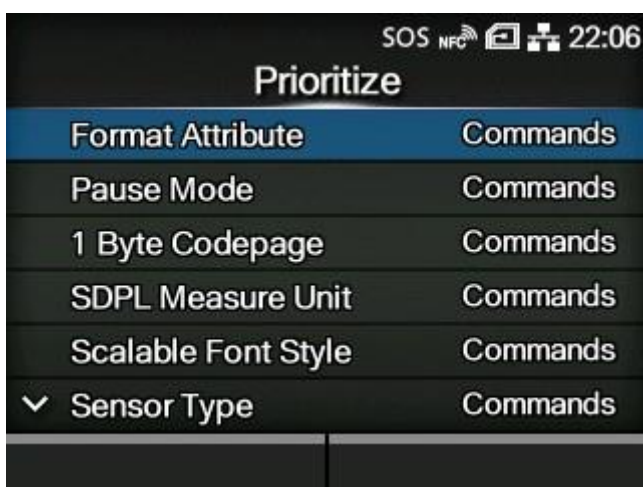 SOS NFC 22:06
Prioritize
Format Attribute Commands
Pause Mode Commands
1 Byte Codepage Commands
SDPL Measure Unit Commands
Scalable Font Style Commands
Sensor Type Commands